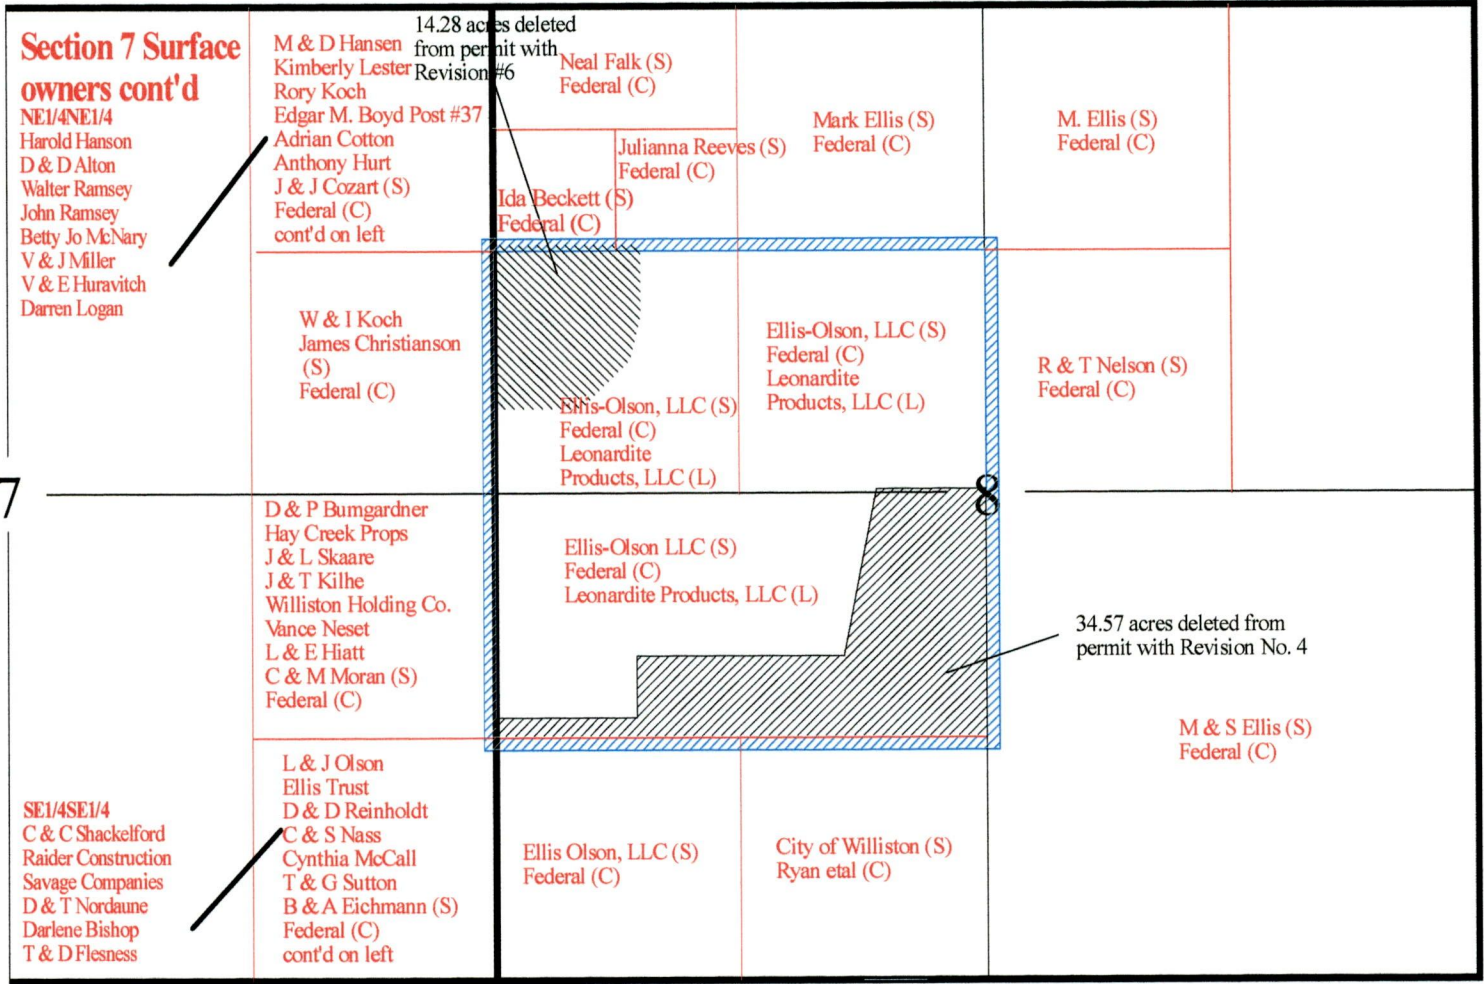 Section 7 Surface
owners cont'd
NE1/4NE1/4
Harold Hanson
D & D Alton
Walter Ramsey
John Ramsey
Betty Jo McNary
V & J Miller
V & E Huravitch
Darren Logan
M & D Hansen
Kimberly Lester
Rory Koch
Edgar M. Boyd Post #37
Adrian Cotton
Anthony Hurt
J & J Cozart (S)
Federal (C)
cont'd on left
14.28 acres deleted
from permit with
Revision #6
Neal Falk (S)
Federal (C)
Julianna Reeves (S)
Federal (C)
Ida Beckett (S)
Federal (C)
Mark Ellis (S)
Federal (C)
M. Ellis (S)
Federal (C)
W & I Koch
James Christianson
(S)
Federal (C)
Ellis-Olson, LLC (S)
Federal (C)
Leonardite
Products, LLC (L)
Ellis-Olson, LLC (S)
Federal (C)
Leonardite
Products, LLC (L)
R & T Nelson (S)
Federal (C)
7
8
D & P Bumgardner
Hay Creek Props
J & L Skaare
J & T Kilhe
Williston Holding Co.
Vance Neset
L & E Hiatt
C & M Moran (S)
Federal (C)
Ellis-Olson LLC (S)
Federal (C)
Leonardite Products, LLC (L)
34.57 acres deleted from
permit with Revision No. 4
M & S Ellis (S)
Federal (C)
SE1/4SE1/4
C & C Shackelford
Raider Construction
Savage Companies
D & T Nordaune
Darlene Bishop
T & D Flesness
L & J Olson
Ellis Trust
D & D Reinholdt
C & S Nass
Cynthia McCall
T & G Sutton
B & A Eichmann (S)
Federal (C)
cont'd on left
Ellis Olson, LLC (S)
Federal (C)
City of Williston (S)
Ryan etal (C)